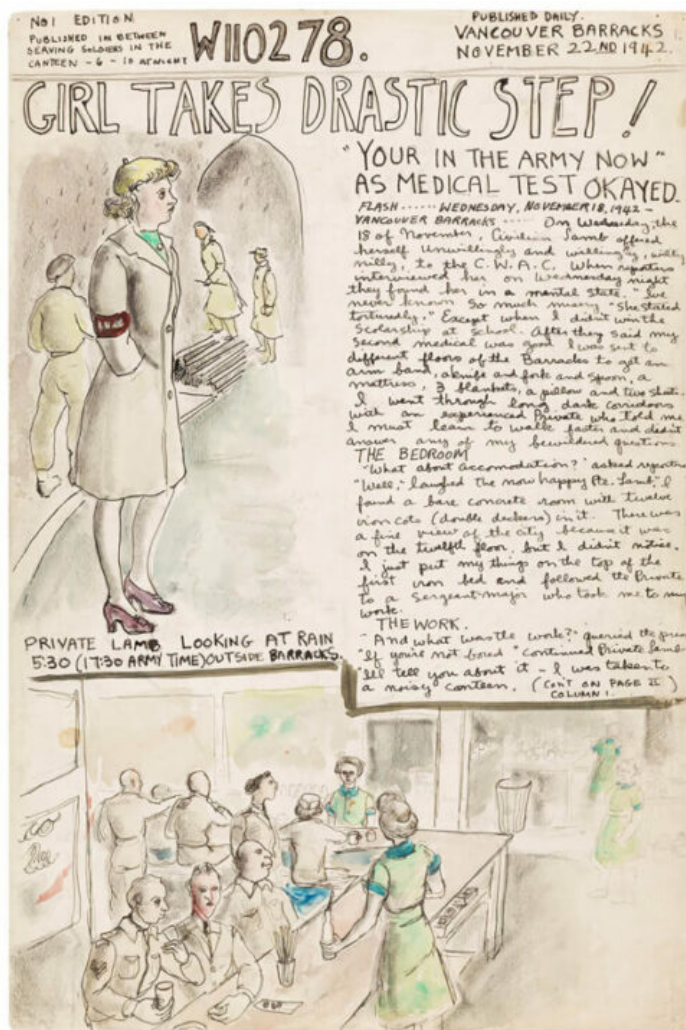 No1 EDITION.
PUBLISHED IN BETWEEN
SERVING SOLDIERS IN THE
CANTEEN - 6 - 10 AT NIGHT
W110278.
PUBLISHED DAILY.
VANCOUVER BARRACKS
NOVEMBER 22ND 1942.
GIRL TAKES DRASTIC STEP!
"YOUR IN THE ARMY NOW"
AS MEDICAL TEST OKAYED.
FLASH ...... WEDNESDAY, NOVEMBER 18, 1942 -
VANCOUVER BARRACKS ...... On Wednesday, the
18 of November, Civilian Lamb offered
herself Unwillingly and willingly, willy
nilly, to the C.W.A.C. When reporters
interviewed her on Wednesday night
they found her in a mental state. "Ive
never known so much misery" She stated
torturedly. "Except when I didn't win the
Scolarship at school. After they said my
second medical was good I was sent to
different floors of the Barracks to get an
arm band, a knife and fork and spoon, a
mattress, 3 blankets, a pillow and two sheets.
I went through long dark corridors
with an experienced Private who told me
I must learn to walk faster and didn't
answer any of my bewildered questions
THE BEDROOM
"What about accomodation?" asked reporters
"Well," laughed the now happy Pte. Lamb, "I
found a bare concrete room with twelve
iron cots (double deckers) in it. There was
a fine view of the city because it was
on the twelfth floor, but I didn't notice.
I just put my things on the top of the
first iron bed and followed the Private
to a Sergeant-major who took me to my
work.
THE WORK.
"And what was the work?" queried the press
"If you're not bored" continued Private Lamb
"I'll tell you about it - I was taken to
a noisy canteen. (CON'T ON PAGE II
COLUMN 1.
PRIVATE LAMB LOOKING AT RAIN
5:30 (17:30 ARMY TIME) OUTSIDE BARRACKS.